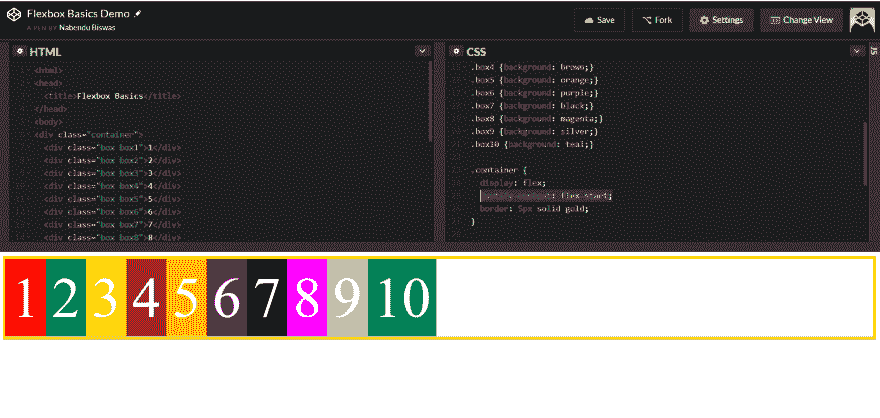 Flexbox Basics Demo
A PEN BY Nabendu Biswas
Save Fork Settings Change View
HTML
<html>
<head>
<title>Flexbox Basics</title>
</head>
<body>
<div class="container">
<div class="box box1">1</div>
<div class="box box2">2</div>
<div class="box box3">3</div>
<div class="box box4">4</div>
<div class="box box5">5</div>
<div class="box box6">6</div>
<div class="box box7">7</div>
<div class="box box8">8</div>
CSS
.box4 {background: brown;}
.box5 {background: orange;}
.box6 {background: purple;}
.box7 {background: black;}
.box8 {background: magenta;}
.box9 {background: silver;}
.box10 {background: teal;}
.container {
display: flex;
justify-content: flex-start;
border: 5px solid gold;
}
JS
1 2 3 4 5 6 7 8 9 10